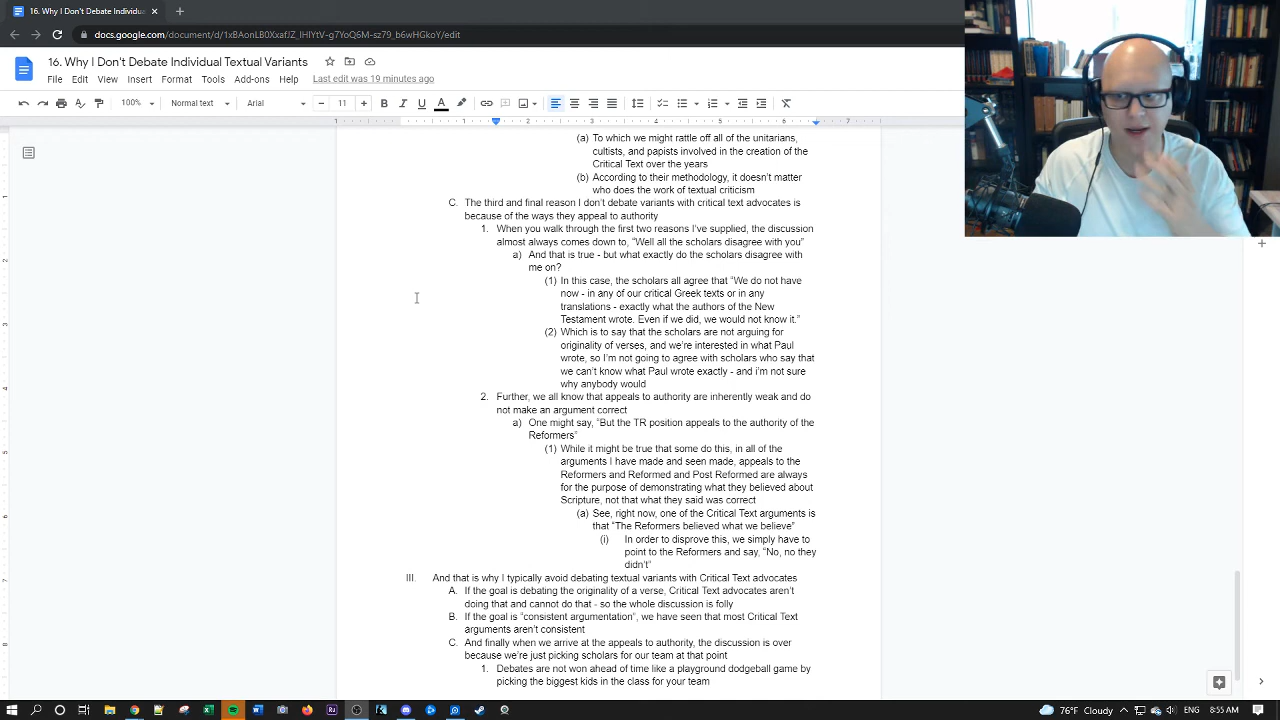 16. Why I Don't Debate Individua
docs.google.com/document/d/
/edit
16. Why I Don't Debate Individual Textual Variants
File Edit View Insert Format Tools Add-ons Help Last edit was 19 minutes ago
100% Normal text Arial 11
(a) To which we might rattle off all of the unitarians,
cultists, and papists involved in the creation of the
Critical Text over the years
(b) According to their methodology, it doesn't matter
who does the work of textual criticism
C. The third and final reason I don't debate variants with critical text advocates is
because of the ways they appeal to authority
1. When you walk through the first two reasons I've supplied, the discussion
almost always comes down to, "Well all the scholars disagree with you"
a) And that is true - but what exactly do the scholars disagree with
me on?
(1) In this case, the scholars all agree that "We do not have
now - in any of our critical Greek texts or in any
translations - exactly what the authors of the New
Testament wrote. Even if we did, we would not know it."
(2) Which is to say that the scholars are not arguing for
originality of verses, and we're interested in what Paul
wrote, so I'm not going to agree with scholars who say that
we can't know what Paul wrote exactly - and i'm not sure
why anybody would
2. Further, we all know that appeals to authority are inherently weak and do
not make an argument correct
a) One might say, "But the TR position appeals to the authority of the
Reformers"
(1) While it might be true that some do this, in all of the
arguments I have made and seen made, appeals to the
Reformers and Reformed and Post Reformed are always
for the purpose of demonstrating what they believed about
Scripture, not that what they said was correct
(a) See, right now, one of the Critical Text arguments is
that "The Reformers believed what we believe"
(i) In order to disprove this, we simply have to
point to the Reformers and say, "No, no they
didn't"
III. And that is why I typically avoid debating textual variants with Critical Text advocates
A. If the goal is debating the originality of a verse, Critical Text advocates aren't
doing that and cannot do that - so the whole discussion is folly
B. If the goal is "consistent argumentation", we have seen that most Critical Text
arguments aren't consistent
C. And finally when we arrive at the appeals to authority, the discussion is over
because we're just picking scholars for our team at that point
1. Debates are not won ahead of time like a playground dodgeball game by
picking the biggest kids in the class for your team
76°F Cloudy 8:55 AM